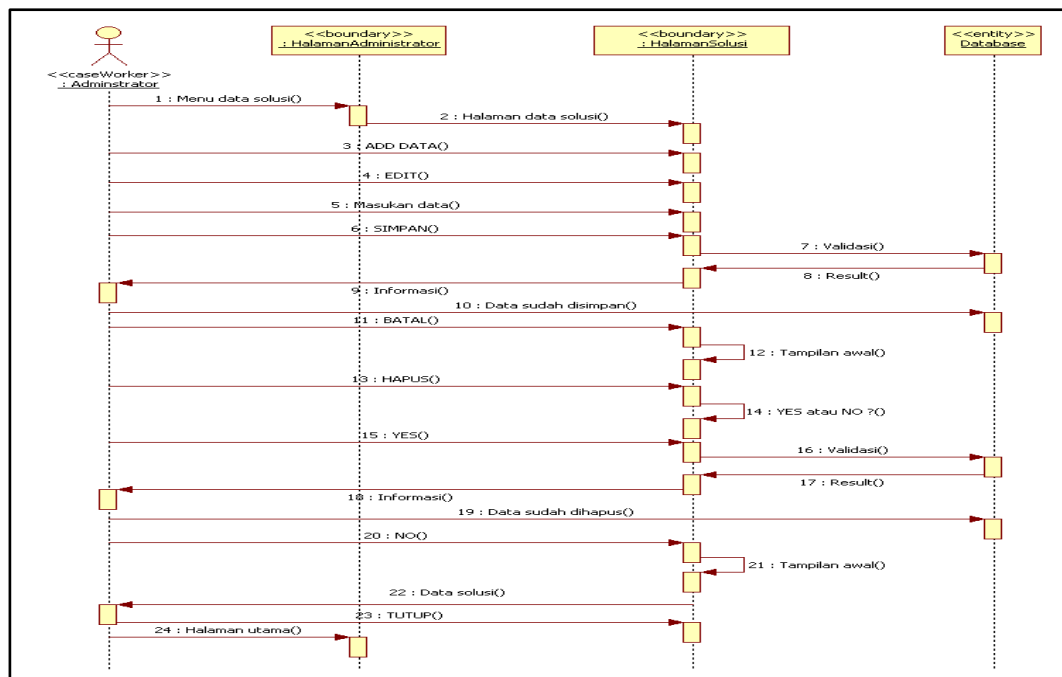 <<boundary>>
: HalamanAdministrator
<<boundary>>
: HalamanSolusi
<<entity>>
Database
<<caseWorker>>
: Adminstrator
1 : Menu data solusi()
2 : Halaman data solusi()
3 : ADD DATA()
4 : EDIT()
5 : Masukan data()
6 : SIMPAN()
7 : Validasi()
8 : Result()
9 : Informasi()
10 : Data sudah disimpan()
11 : BATAL()
12 : Tampilan awal()
13 : HAPUS()
14 : YES atau NO ?()
15 : YES()
16 : Validasi()
17 : Result()
18 : Informasi()
19 : Data sudah dihapus()
20 : NO()
21 : Tampilan awal()
22 : Data solusi()
23 : TUTUP()
24 : Halaman utama()